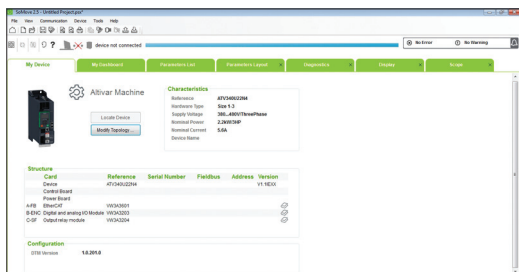 SoMove 2.5 - Untitled Project.psx*
File View Communication Device Tools Help
device not connected
No Error No Warning
My Device My Dashboard Parameters List Parameters Layout Diagnostics Display Scope
Altivar Machine
Locate Device
Modify Topology ...
Characteristics
Reference ATV340U22N4
Hardware Type Size 1-3
Supply Voltage 380...480V/ThreePhase
Nominal Power 2.2kW/3HP
Nominal Current 5.6A
Device Name
Structure
Card Reference Serial Number Fieldbus Address Version
Device ATV340U22N4 V1.1IEXX
Control Board
Power Board
A-FB EtherCAT VW3A3601
B-ENC Digital and analog I/O Module VW3A3203
C-SF Output relay module VW3A3204
Configuration
DTM Version 1.0.201.0